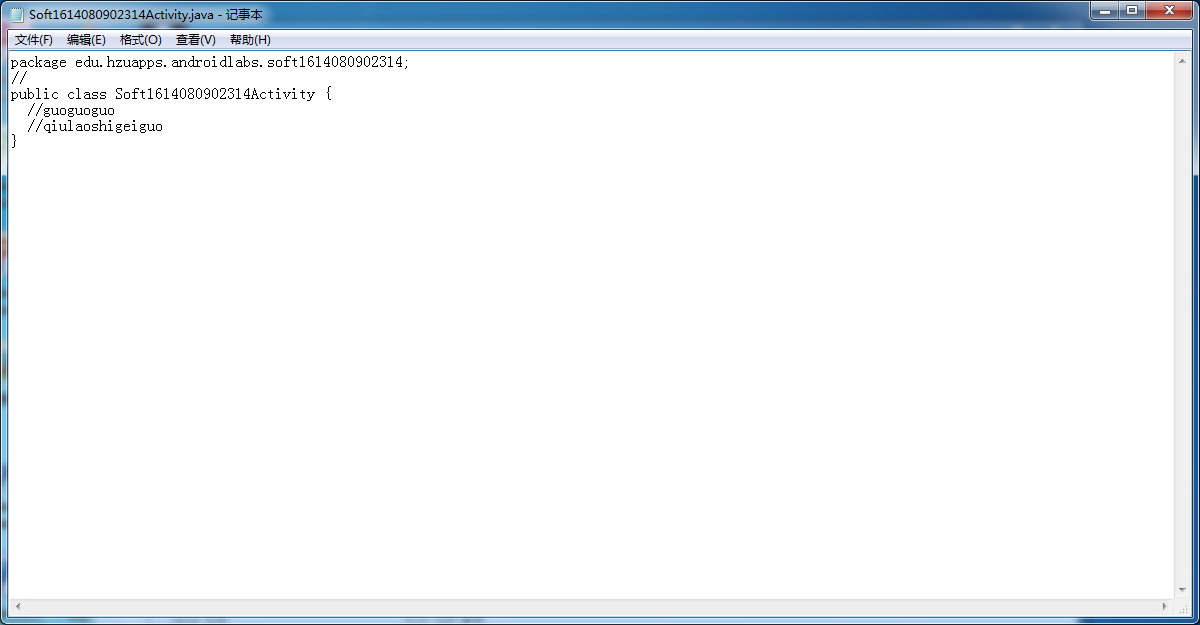 Soft1614080902314Activity.java - 记事本
文件(F) 编辑(E) 格式(O) 查看(V) 帮助(H)
package edu.hzuapps.androidlabs.soft1614080902314;
//
public class Soft1614080902314Activity {
  //guoguoguo
  //qiulaoshigeiguo
}